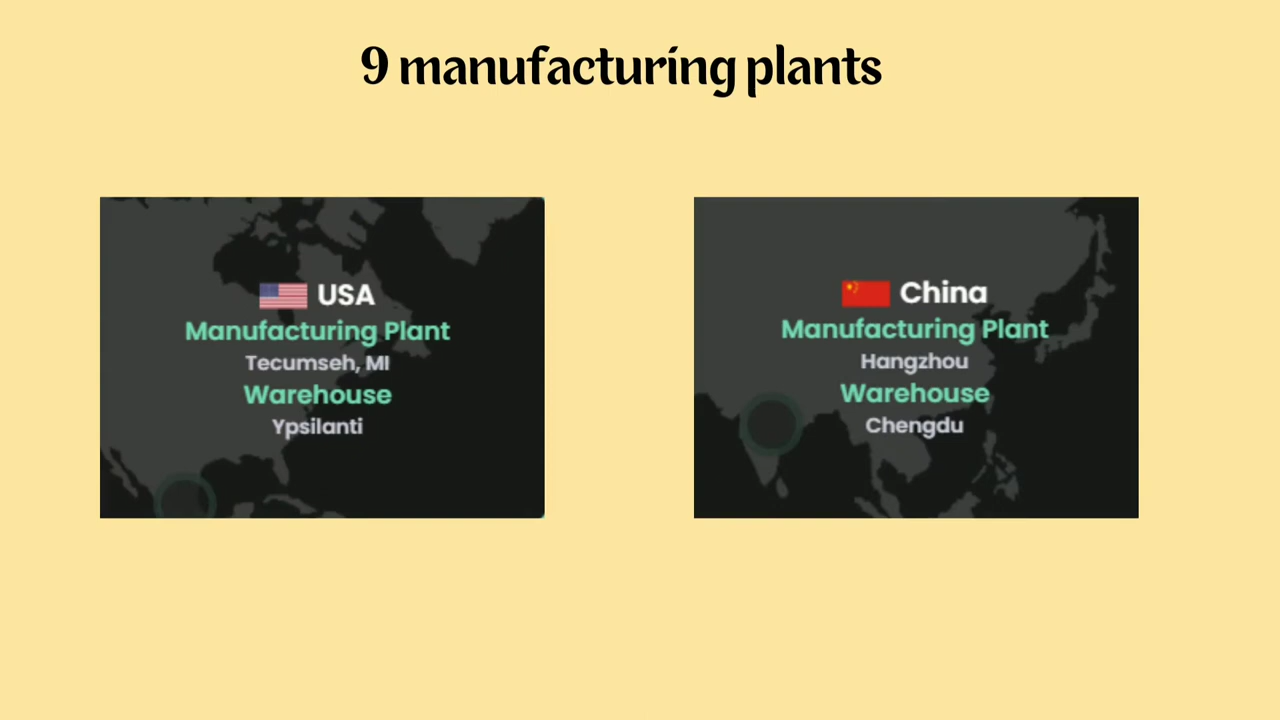 9 manufacturing plants
USA
Manufacturing Plant
Tecumseh, MI
Warehouse
Ypsilanti
China
Manufacturing Plant
Hangzhou
Warehouse
Chengdu